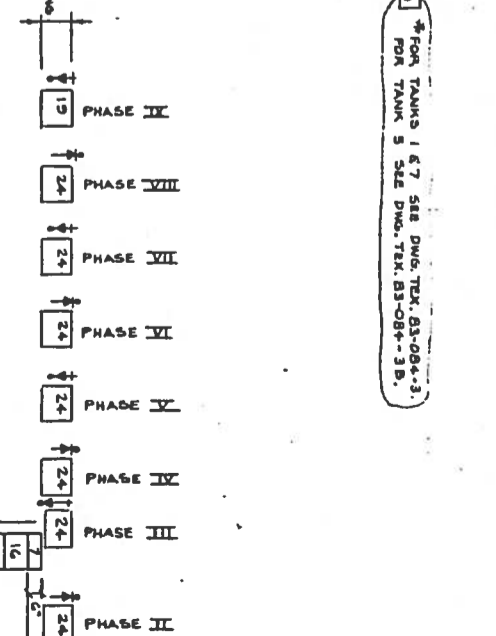 * FOR TANKS 1 & 7 SEE DWG. TEX. 83-084-3.
FOR TANK 5 SEE DWG. TEX. 83-084-3B.
19 PHASE IX
24 PHASE VIII
24 PHASE VII
24 PHASE VI
24 PHASE V
24 PHASE IV
24 PHASE III
7
16
6"
24 PHASE II